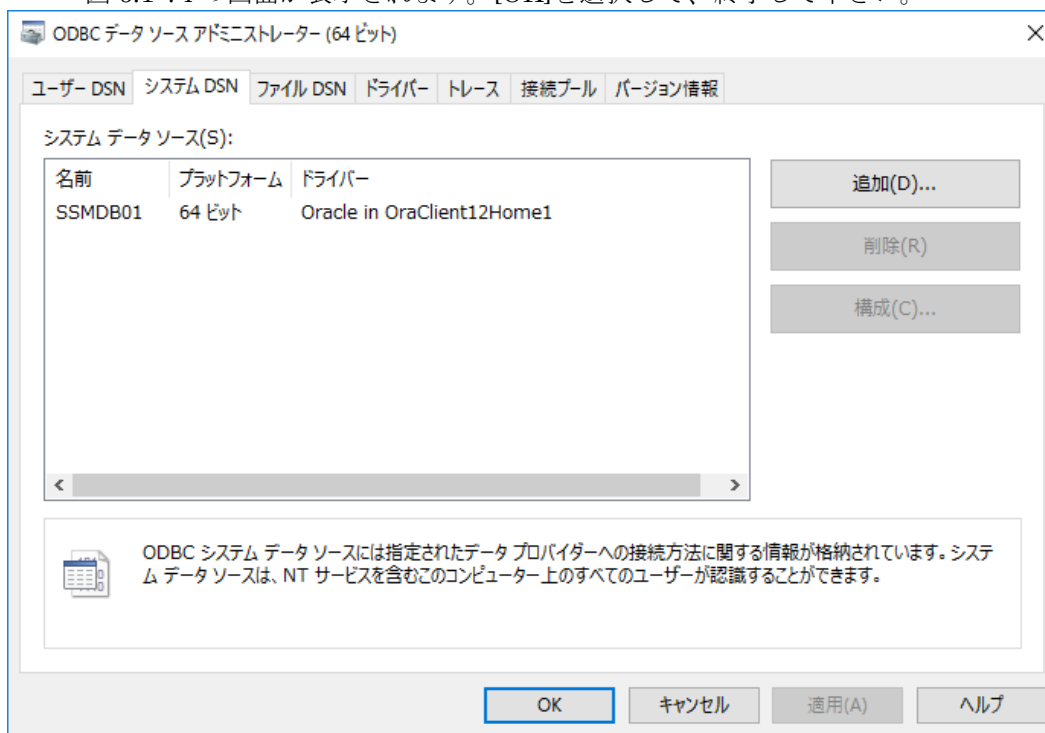 ODBC データ ソース アドミニストレーター (64 ビット)
ユーザー DSN システム DSN ファイル DSN ドライバー トレース 接続プール バージョン情報
システム データ ソース(S):
名前 プラットフォーム ドライバー
SSMDB01 64 ビット Oracle in OraClient12Home1
追加(D)...
削除(R)
構成(C)...
ODBC システム データ ソースには指定されたデータ プロバイダーへの接続方法に関する情報が格納されています。システ
ム データ ソースは、NT サービスを含むこのコンピューター上のすべてのユーザーが認識することができます。
OK キャンセル 適用(A) ヘルプ